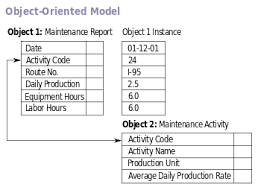 Object-Oriented Model
Object 1: Maintenance Report
Object 1 Instance
Date
01-12-01
Activity Code
24
Route No.
I-95
Daily Production
2.5
Equipment Hours
6.0
Labor Hours
6.0
Object 2: Maintenance Activity
Activity Code
Activity Name
Production Unit
Average Daily Production Rate